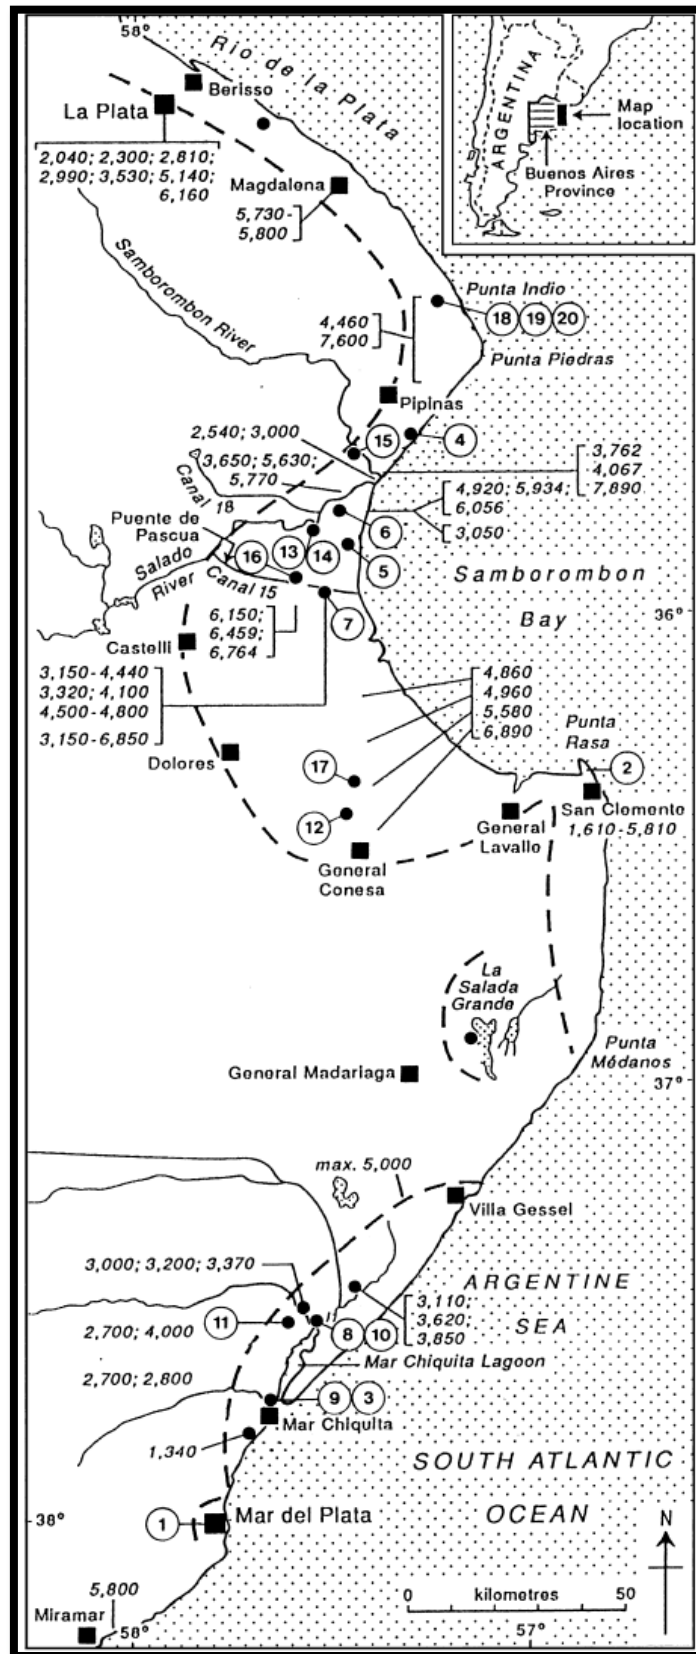 58°
Rio de la Plata
Berisso
La Plata
2,040; 2,300; 2,810;
2,990; 3,530; 5,140;
6,160
Magdalena
5,730-
5,800
ARGENTINA
Map
location
Buenos Aires
Province
Samborombon River
Punta Indio
18 19 20
4,460
7,600
Punta Piedras
Pipinas
2,540; 3,000
15
4
3,650; 5,630;
5,770
3,762
4,067
7,890
Canal 18
4,920; 5,934;
6,056
3,050
Puente de
Pascua
6
13 14
16
5
Salado
River
Canal 15
Samborombon
Bay
7
36°
Castelli
6,150;
6,459;
6,764
3,150-4,440
3,320; 4,100
4,500-4,800
3,150-6,850
4,860
4,960
5,580
6,890
Dolores
Punta
Rasa
17
2
12
General
Lavalle
San Clemente
1,610-5,810
General
Conesa
La
Salada
Grande
Punta
Médanos
General Madariaga
37°
max. 5,000
Villa Gessel
3,000; 3,200; 3,370
ARGENTINE
SEA
11
2,700; 4,000
8 10
3,110;
3,620;
3,850
2,700; 2,800
Mar Chiquita Lagoon
9 3
Mar Chiquita
1,340
SOUTH ATLANTIC
OCEAN
38°
1
Mar del Plata
N
5,800
Miramar
0 kilometres 50
58°
57°